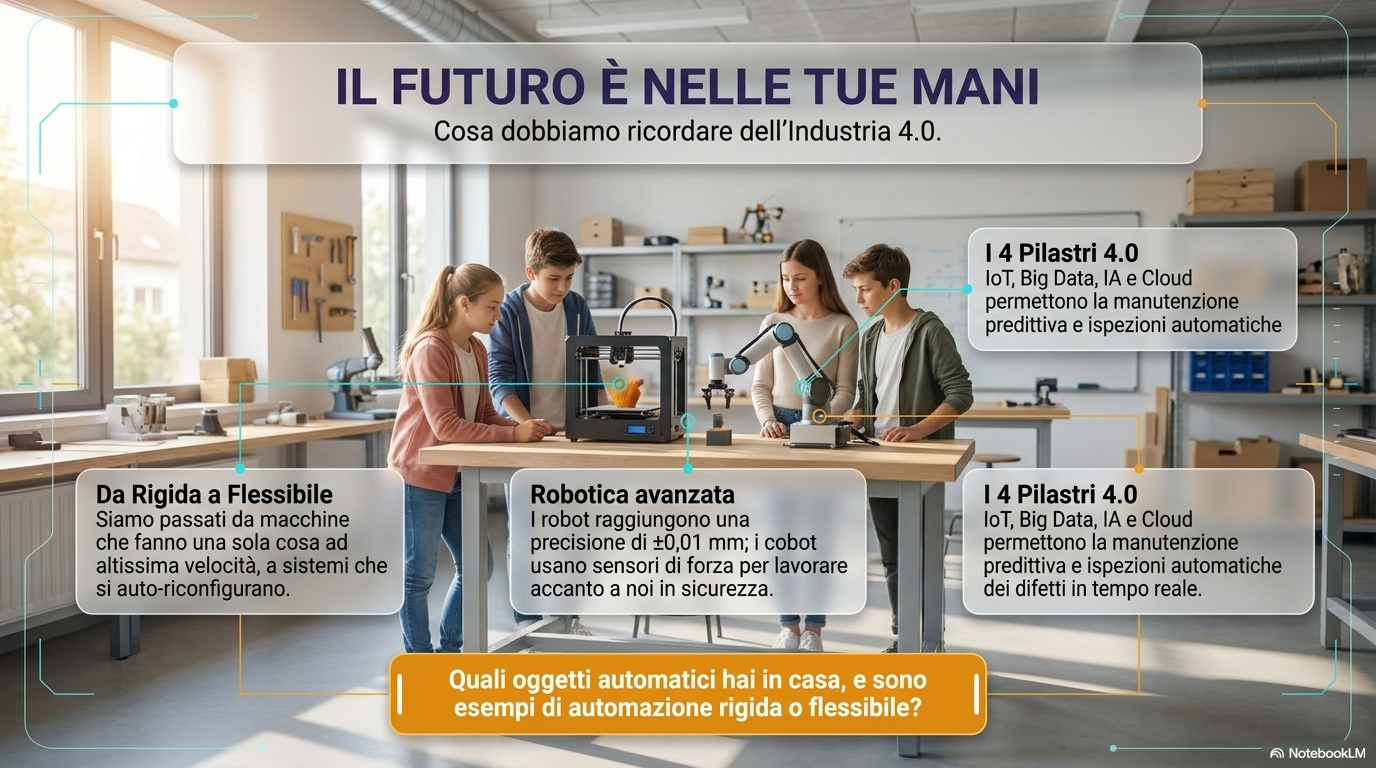 IL FUTURO È NELLE TUE MANI
Cosa dobbiamo ricordare dell'Industria 4.0.
I 4 Pilastri 4.0
IoT, Big Data, IA e Cloud
permettono la manutenzione
predittiva e ispezioni automatiche
Da Rigida a Flessibile
Siamo passati da macchine
che fanno una sola cosa ad
altissima velocità, a sistemi che
si auto-riconfigurano.
Robotica avanzata
I robot raggiungono una
precisione di ±0,01 mm; i cobot
usano sensori di forza per lavorare
accanto a noi in sicurezza.
I 4 Pilastri 4.0
IoT, Big Data, IA e Cloud
permettono la manutenzione
predittiva e ispezioni automatiche
dei difetti in tempo reale.
Quali oggetti automatici hai in casa, e sono
esempi di automazione rigida o flessibile?
NotebookLM